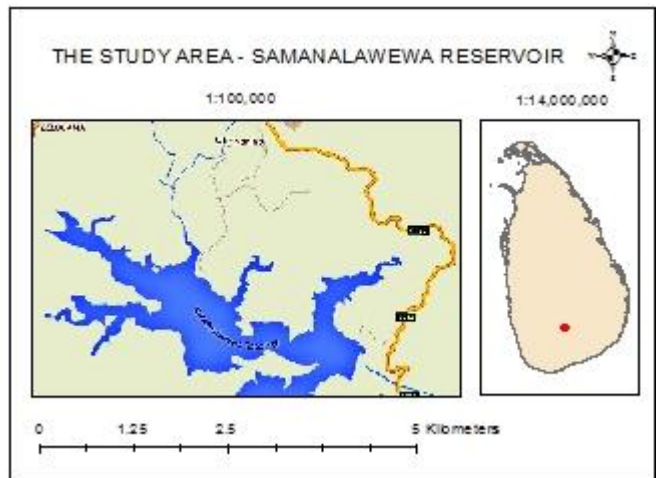 THE STUDY AREA - SAMANALAWEWA RESERVOIR
1:100,000
1:14,000,000
0 1.25 2.5 5 Kilometers